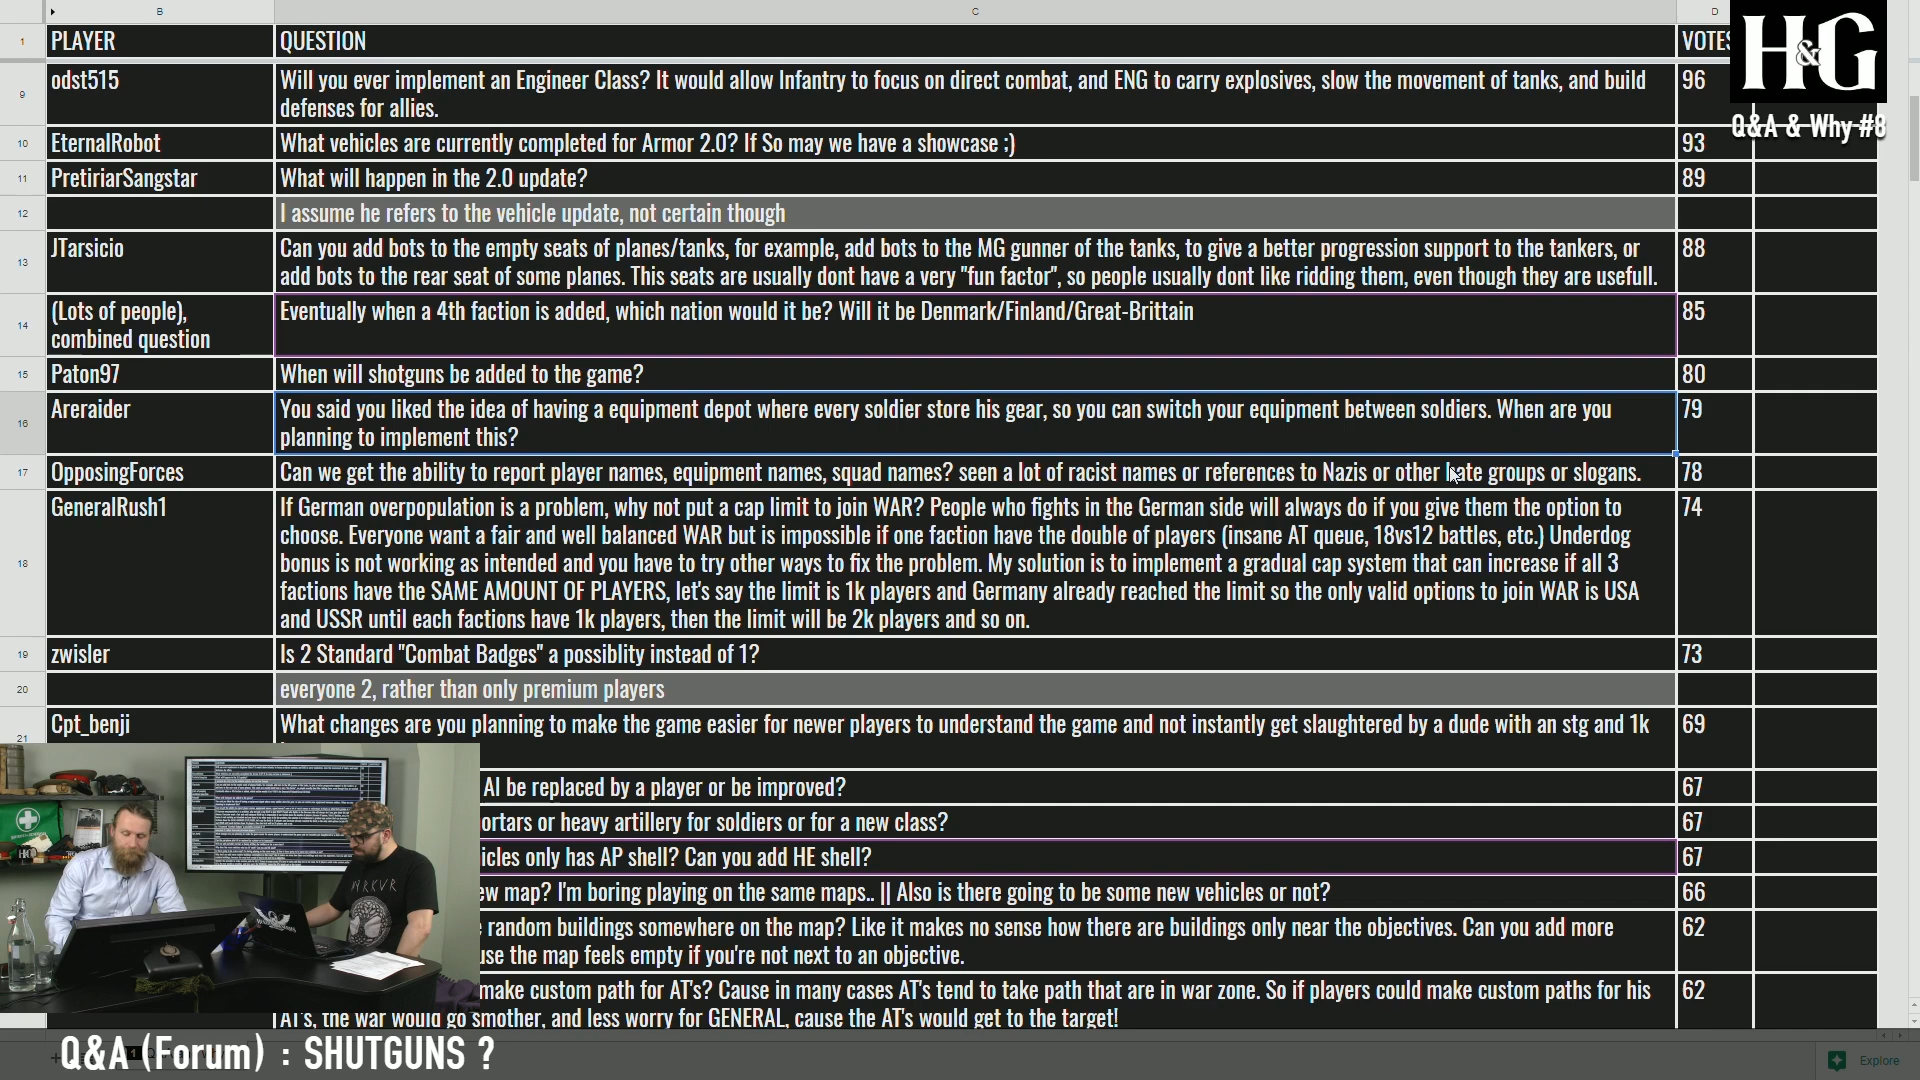 B
C
D
1
PLAYER
QUESTION
VOTES
H&G
Q&A & Why #8
9
odst515
Will you ever implement an Engineer Class? It would allow Infantry to focus on direct combat, and ENG to carry explosives, slow the movement of tanks, and build
defenses for allies.
96
10
EternalRobot
What vehicles are currently completed for Armor 2.0? If So may we have a showcase ;)
93
11
PretiriarSangstar
What will happen in the 2.0 update?
89
12
I assume he refers to the vehicle update, not certain though
13
JTarsicio
Can you add bots to the empty seats of planes/tanks, for example, add bots to the MG gunner of the tanks, to give a better progression support to the tankers, or
add bots to the rear seat of some planes. This seats are usually dont have a very "fun factor", so people usually dont like ridding them, even though they are usefull.
88
14
(Lots of people),
combined question
Eventually when a 4th faction is added, which nation would it be? Will it be Denmark/Finland/Great-Brittain
85
15
Paton97
When will shotguns be added to the game?
80
16
Areraider
You said you liked the idea of having a equipment depot where every soldier store his gear, so you can switch your equipment between soldiers. When are you
planning to implement this?
79
17
OpposingForces
Can we get the ability to report player names, equipment names, squad names? seen a lot of racist names or references to Nazis or other hate groups or slogans.
78
18
GeneralRush1
If German overpopulation is a problem, why not put a cap limit to join WAR? People who fights in the German side will always do if you give them the option to
choose. Everyone want a fair and well balanced WAR but is impossible if one faction have the double of players (insane AT queue, 18vs12 battles, etc.) Underdog
bonus is not working as intended and you have to try other ways to fix the problem. My solution is to implement a gradual cap system that can increase if all 3
factions have the SAME AMOUNT OF PLAYERS, let's say the limit is 1k players and Germany already reached the limit so the only valid options to join WAR is USA
and USSR until each factions have 1k players, then the limit will be 2k players and so on.
74
19
zwisler
Is 2 Standard "Combat Badges" a possiblity instead of 1?
73
20
everyone 2, rather than only premium players
21
Cpt_benji
What changes are you planning to make the game easier for newer players to understand the game and not instantly get slaughtered by a dude with an stg and 1k
69
AI be replaced by a player or be improved?
67
ortars or heavy artillery for soldiers or for a new class?
67
icles only has AP shell? Can you add HE shell?
67
ew map? I'm boring playing on the same maps.. || Also is there going to be some new vehicles or not?
66
random buildings somewhere on the map? Like it makes no sense how there are buildings only near the objectives. Can you add more
use the map feels empty if you're not next to an objective.
62
make custom path for AT's? Cause in many cases AT's tend to take path that are in war zone. So if players could make custom paths for his
AT's, the war would go smother, and less worry for GENERAL, cause the AT's would get to the target!
62
Q&A (Forum) : SHUTGUNS ?
Explore